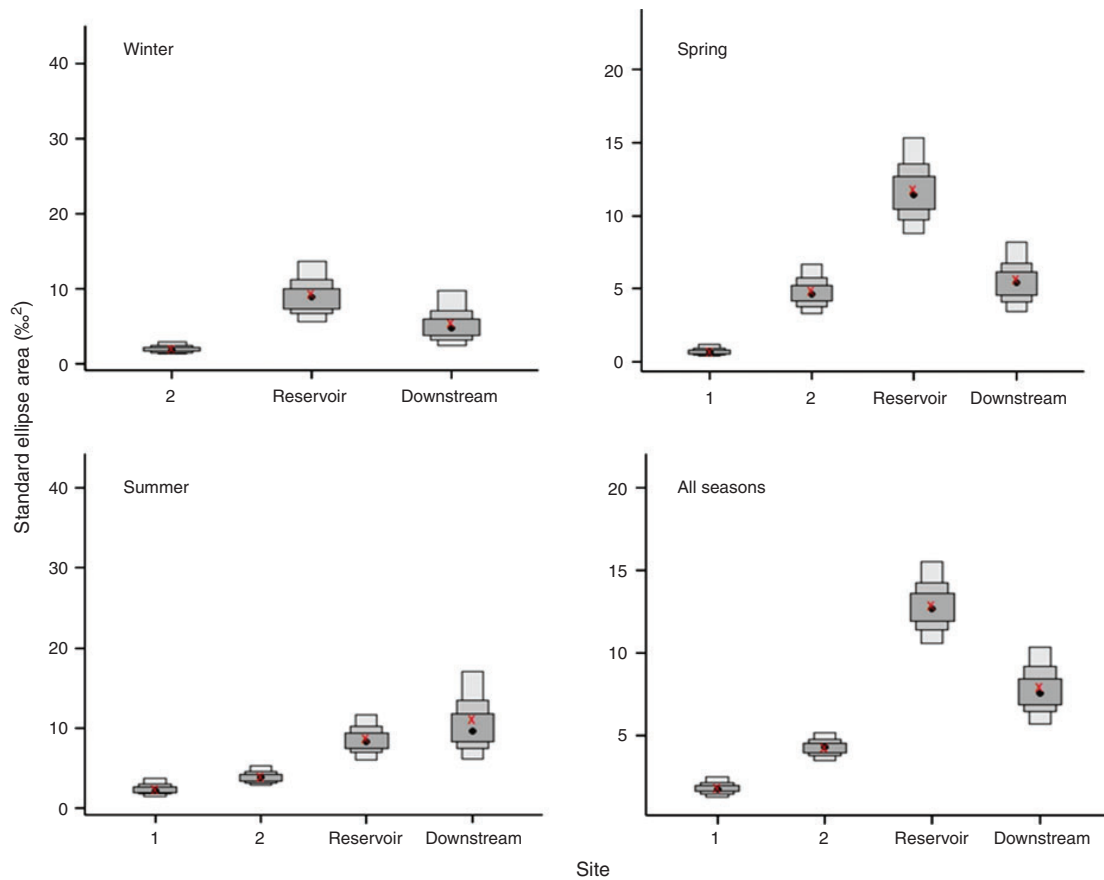 Standard ellipse area (‰²)
Winter
40
30
20
10
0
2 Reservoir Downstream
Spring
20
15
10
5
0
1 2 Reservoir Downstream
Summer
40
30
20
10
0
1 2 Reservoir Downstream
All seasons
20
15
10
5
1 2 Reservoir Downstream
Site